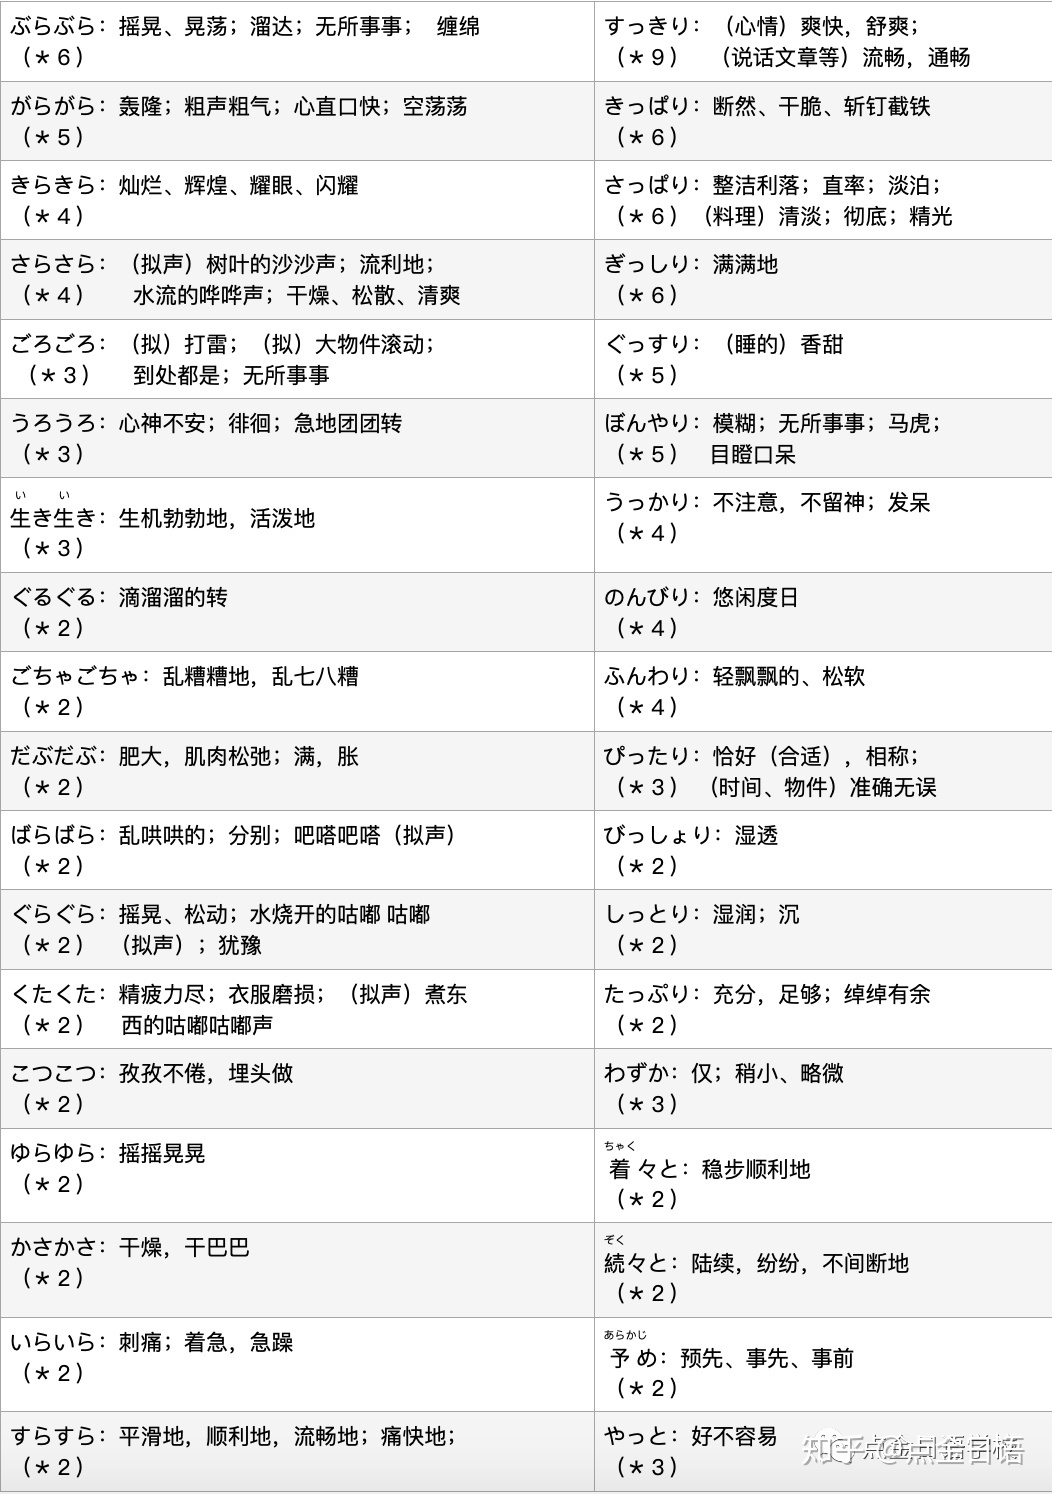 ぶらぶら：摇晃、晃荡；溜达；无所事事； 缠绵
（＊6）
すっきり：（心情）爽快，舒爽；
（＊9） （说话文章等）流畅，通畅
がらがら：轰隆；粗声粗气；心直口快；空荡荡
（＊5）
きっぱり：断然、干脆、斩钉截铁
（＊6）
きらきら：灿烂、辉煌、耀眼、闪耀
（＊4）
さっぱり：整洁利落；直率；淡泊；
（＊6）（料理）清淡；彻底；精光
さらさら：（拟声）树叶的沙沙声；流利地；
（＊4） 水流的哗哗声；干燥、松散、清爽
ぎっしり：满满地
（＊6）
ごろごろ：（拟）打雷；（拟）大物件滚动；
（＊3） 到处都是；无所事事
ぐっすり：（睡的）香甜
（＊5）
うろうろ：心神不安；徘徊；急地团团转
（＊3）
ぼんやり：模糊；无所事事；马虎；
（＊5） 目瞪口呆
い い
生き生き：生机勃勃地，活泼地
（＊3）
うっかり：不注意，不留神；发呆
（＊4）
ぐるぐる：滴溜溜的转
（＊2）
のんびり：悠闲度日
（＊4）
ごちゃごちゃ：乱糟糟地，乱七八糟
（＊2）
ふんわり：轻飘飘的、松软
（＊4）
だぶだぶ：肥大，肌肉松弛；满，胀
（＊2）
ぴったり：恰好（合适），相称；
（＊3） （时间、物件）准确无误
ばらばら：乱哄哄的；分别；吧嗒吧嗒（拟声）
（＊2）
びっしょり：湿透
（＊2）
ぐらぐら：摇晃、松动；水烧开的咕嘟 咕嘟
（＊2） （拟声）；犹豫
しっとり：湿润；沉
（＊2）
くたくた：精疲力尽；衣服磨损；（拟声）煮东
（＊2） 西的咕嘟咕嘟声
たっぷり：充分，足够；绰绰有余
（＊2）
こつこつ：孜孜不倦，埋头做
（＊2）
わずか：仅；稍小、略微
（＊3）
ゆらゆら：摇摇晃晃
（＊2）
ちゃく
着々と：稳步顺利地
（＊2）
かさかさ：干燥，干巴巴
（＊2）
ぞく
続々と：陆续，纷纷，不间断地
（＊2）
いらいら：刺痛；着急，急躁
（＊2）
あらかじ
予め：预先、事先、事前
（＊2）
すらすら：平滑地，顺利地，流畅地；痛快地；
（＊2）
やっと：好不容易
（＊3）
知乎 @点金日语